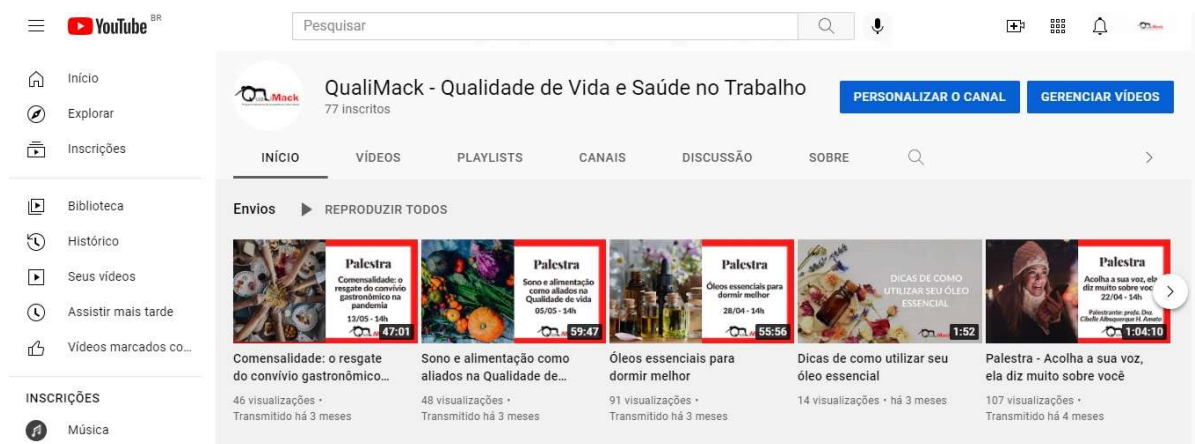 YouTube BR
Pesquisar
Início
Explorar
Inscrições
Biblioteca
Histórico
Seus vídeos
Assistir mais tarde
Vídeos marcados co...
INSCRIÇÕES
Música
QualiMack
QualiMack - Qualidade de Vida e Saúde no Trabalho
77 inscritos
PERSONALIZAR O CANAL
GERENCIAR VÍDEOS
INÍCIO VÍDEOS PLAYLISTS CANAIS DISCUSSÃO SOBRE
Envios REPRODUZIR TODOS
Palestra
Comensalidade: o
resgate do convívio
gastronômico na
pandemia
13/05 - 14h
47:01
Comensalidade: o resgate
do convívio gastronômico...
46 visualizações •
Transmitido há 3 meses
Palestra
Sono e alimentação
como aliados na
Qualidade de vida
05/05 - 14h
59:47
Sono e alimentação como
aliados na Qualidade de...
48 visualizações •
Transmitido há 3 meses
Palestra
Óleos essenciais para
dormir melhor
28/04 - 14h
55:56
Óleos essenciais para
dormir melhor
91 visualizações •
Transmitido há 3 meses
DICAS DE COMO
UTILIZAR SEU ÓLEO
ESSENCIAL
1:52
Dicas de como utilizar seu
óleo essencial
14 visualizações • há 3 meses
Palestra
Acolha a sua voz, ela
diz muito sobre você
22/04 - 14h
Palestrante: profa. Dra.
Cibelle Albuquerque H. Amato
1:04:10
Palestra - Acolha a sua voz,
ela diz muito sobre você
107 visualizações •
Transmitido há 4 meses